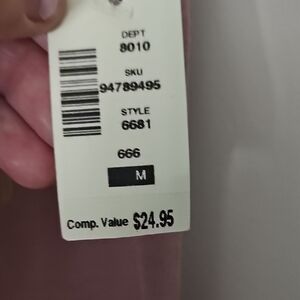 DEPT
8010
SKU
94789495
STYLE
6681
666
M
Comp. Value $24.95